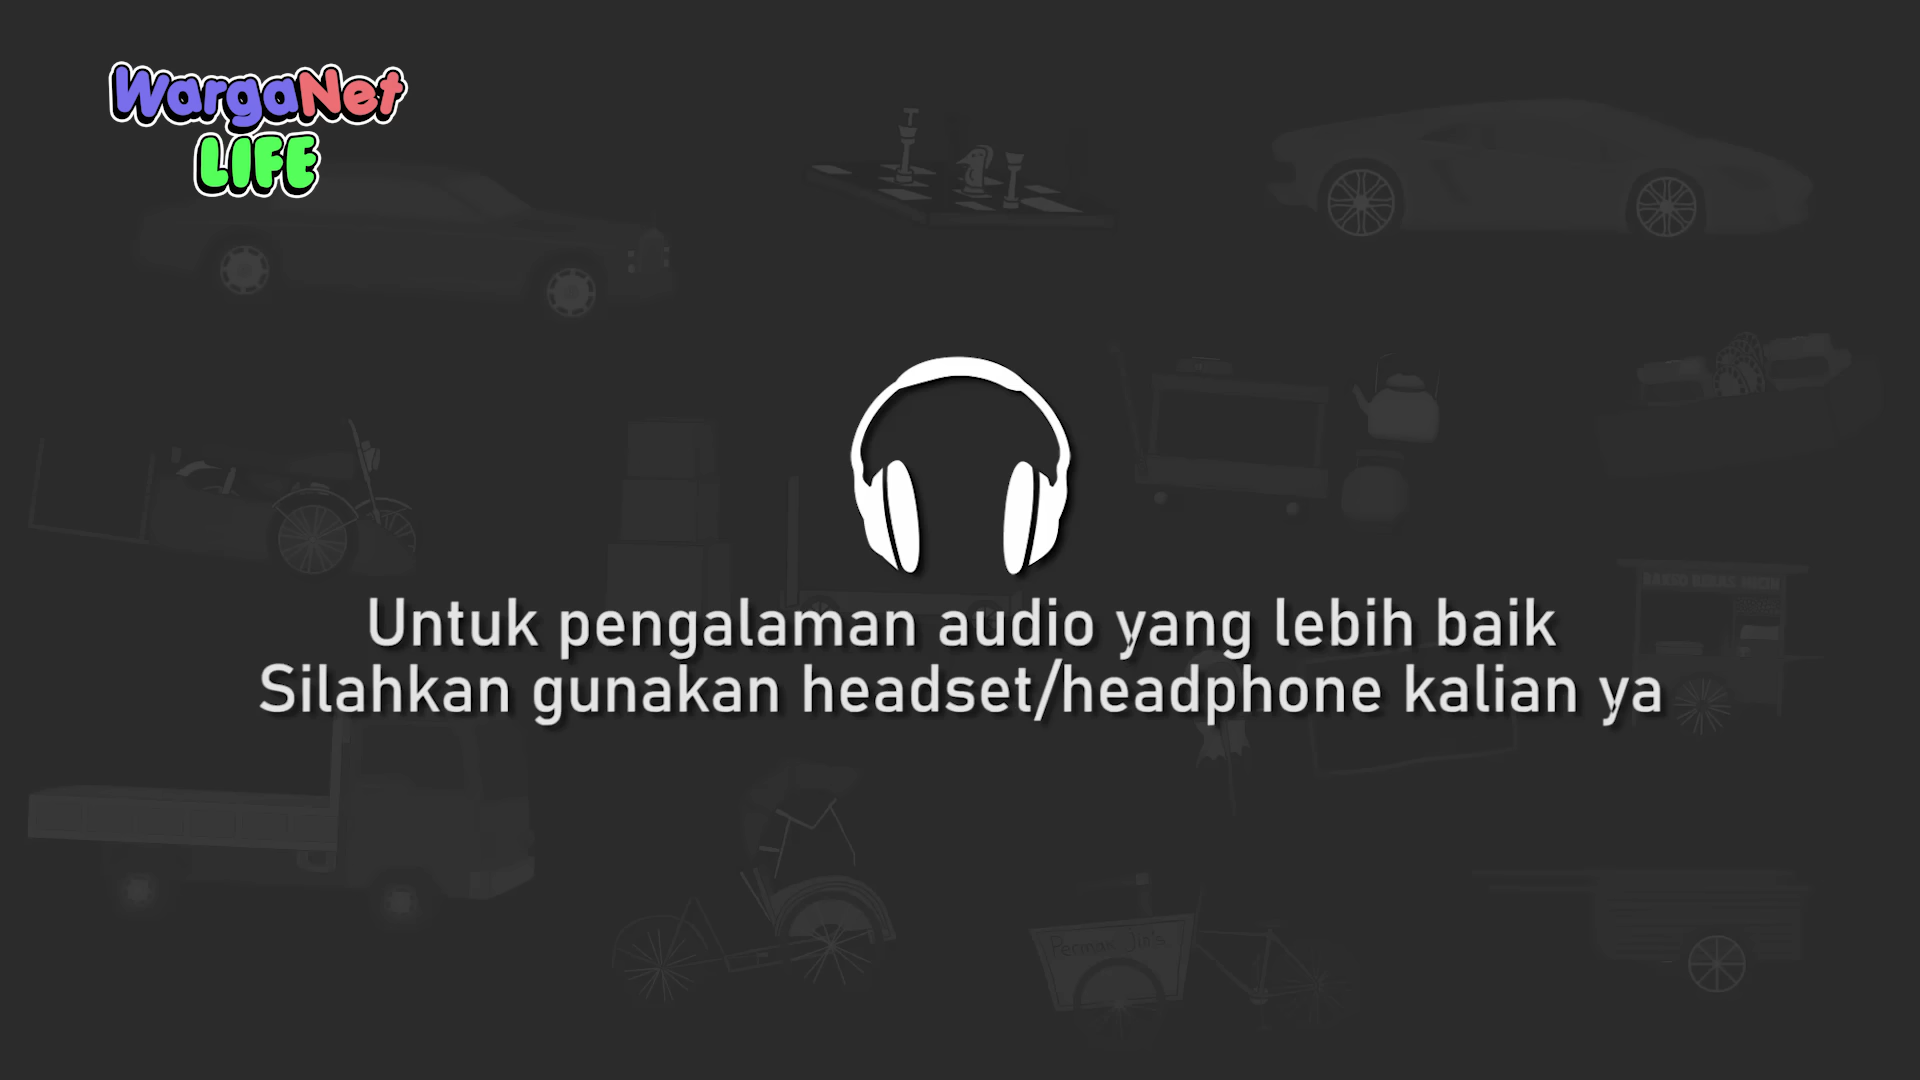 WargaNet
LIFE
Untuk pengalaman audio yang lebih baik
Silahkan gunakan headset/headphone kalian ya